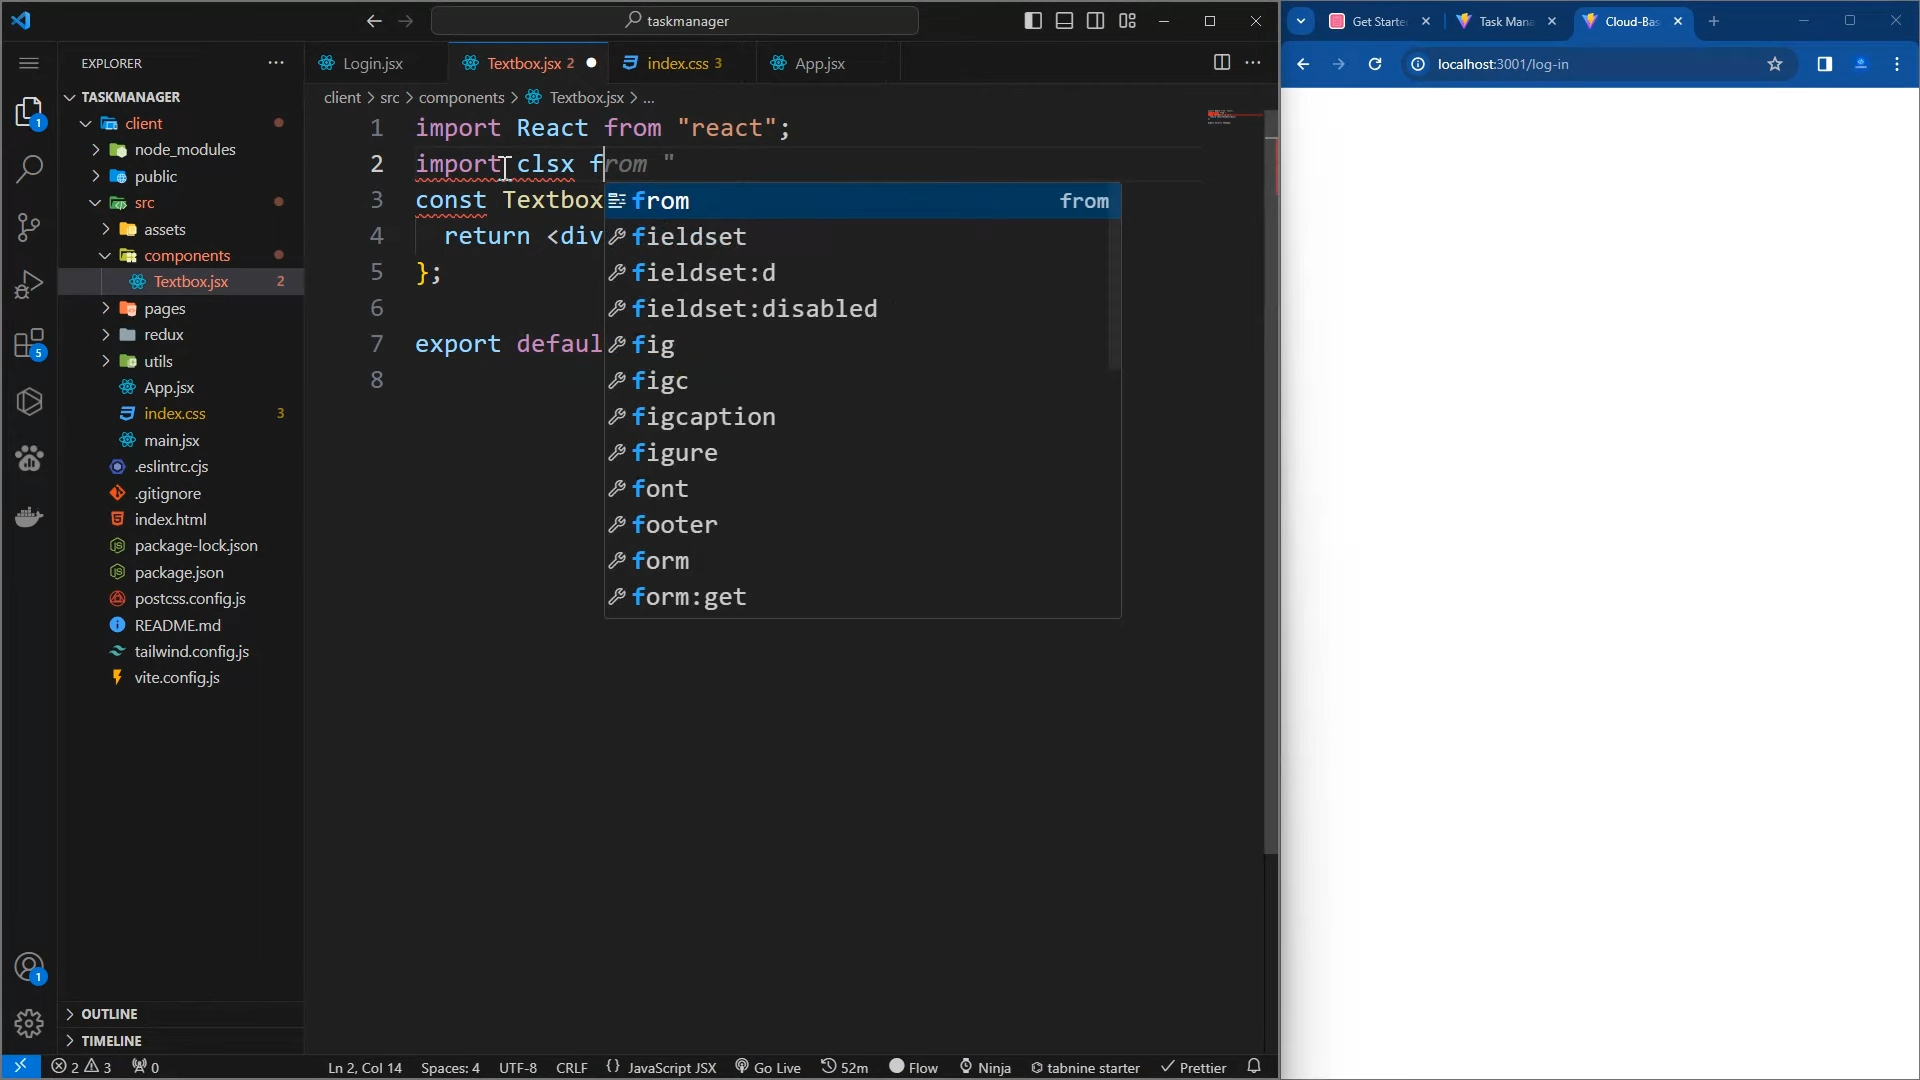 taskmanager
EXPLORER
TASKMANAGER
client
node_modules
public
src
assets
components
Textbox.jsx 2
pages
redux
utils
App.jsx
index.css 3
main.jsx
.eslintrc.cjs
.gitignore
index.html
package-lock.json
package.json
postcss.config.js
README.md
tailwind.config.js
vite.config.js
OUTLINE
TIMELINE
1
5
1
Login.jsx
Textbox.jsx 2
index.css 3
App.jsx
client > src > components > Textbox.jsx > ...
1 import React from "react";
2 import clsx from "
3 const Textbox
4 return <div
5 };
6
7 export defaul
8
from from
fieldset
fieldset:d
fieldset:disabled
fig
figc
figcaption
figure
font
footer
form
form:get
2 3 0
Ln 2, Col 14 Spaces: 4 UTF-8 CRLF {} JavaScript JSX Go Live 52m Flow Ninja tabnine starter Prettier
Get Starte
Task Mana
Cloud-Bas
localhost:3001/log-in